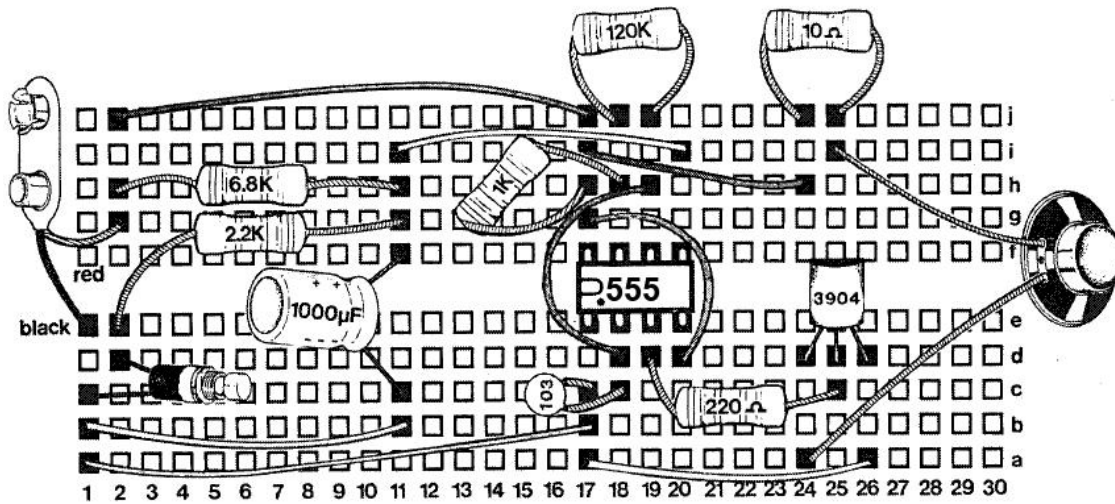 120K 10Ω
j
i
1K
6.8K h
2.2K g
red f
1000µF 555 3904
black e
d
103 220Ω c
b
a
1 2 3 4 5 6 7 8 9 10 11 12 13 14 15 16 17 18 19 20 21 22 23 24 25 26 27 28 29 30